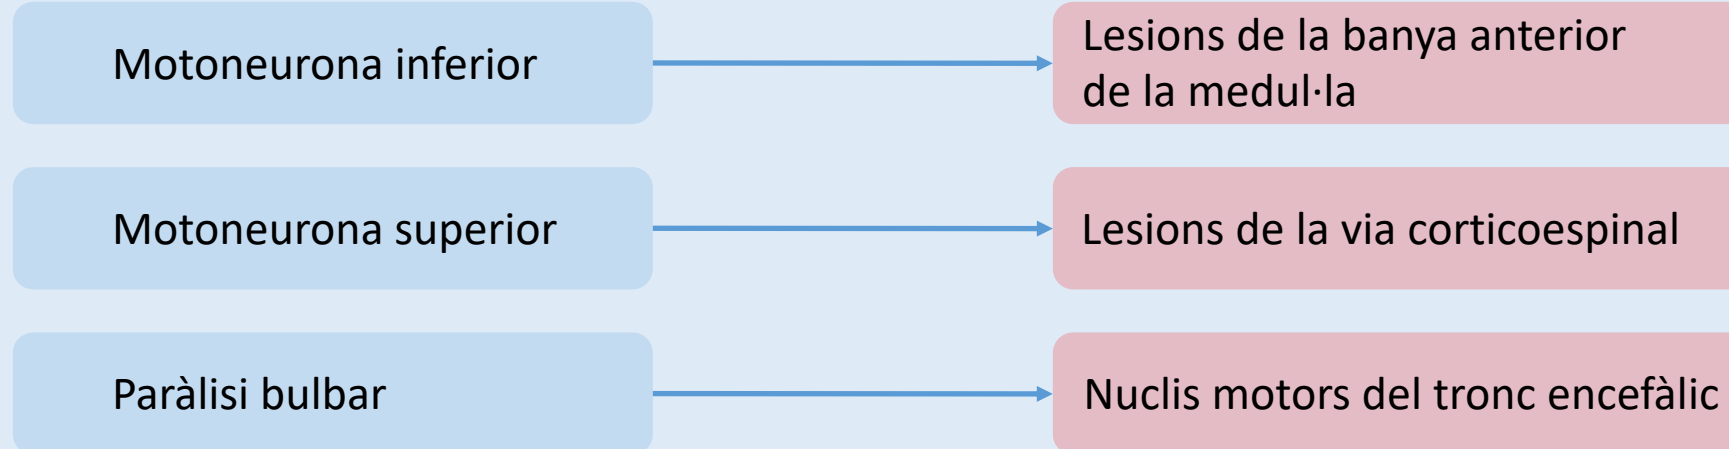 Motoneurona inferior
Lesions de la banya anterior
de la medul·la
Motoneurona superior
Lesions de la via corticoespinal
Paràlisi bulbar
Nuclis motors del tronc encefàlic